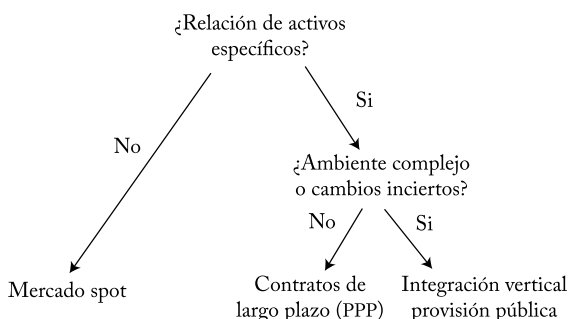 ¿Relación de activos
específicos?
Si
No
¿Ambiente complejo
o cambios inciertos?
No
Si
Mercado spot
Contratos de
largo plazo (PPP)
Integración vertical
provisión pública